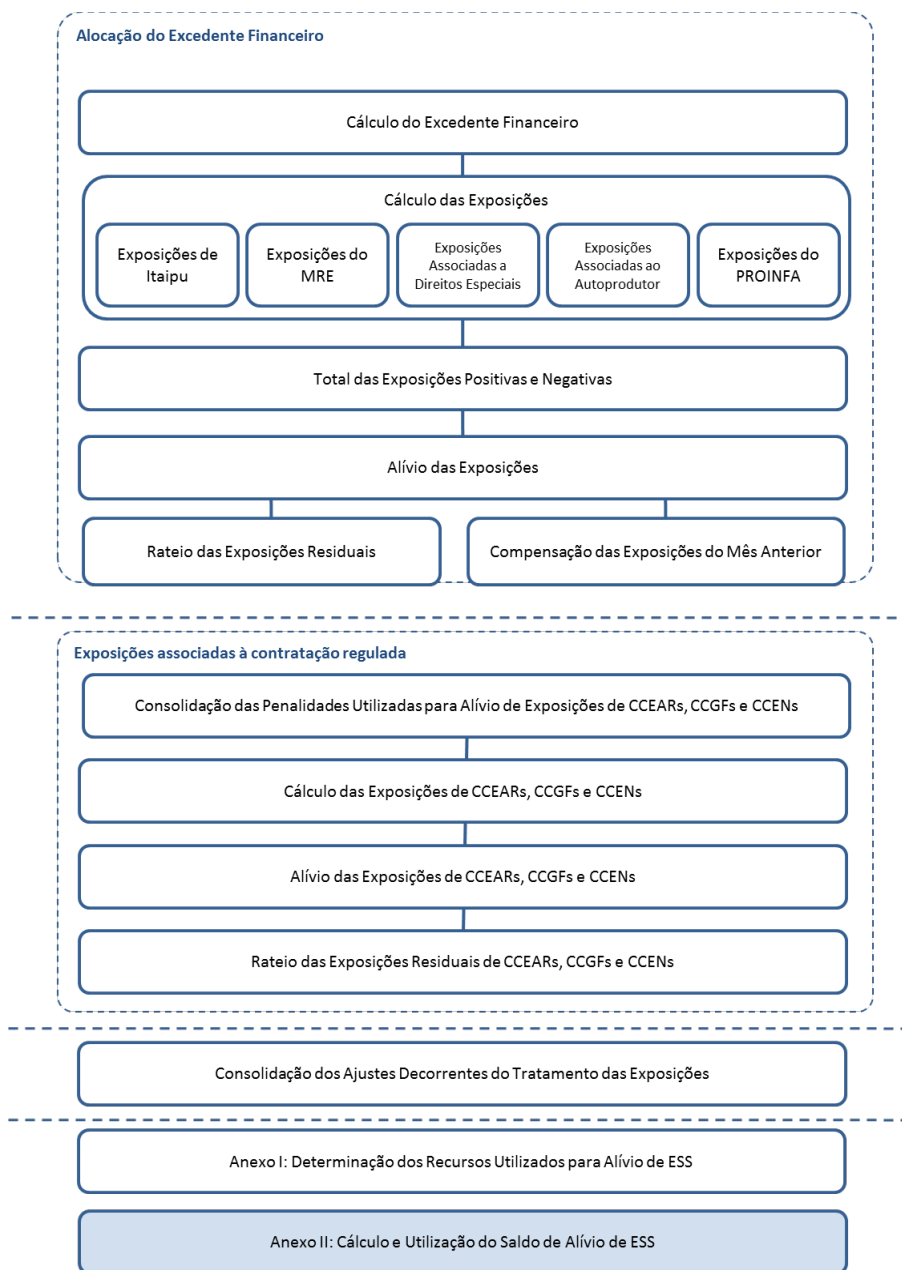 Alocação do Excedente Financeiro
Cálculo do Excedente Financeiro
Cálculo das Exposições
Exposições de
Itaipu
Exposições do
MRE
Exposições
Associadas a
Direitos Especiais
Exposições
Associadas ao
Autoprodutor
Exposições do
PROINFA
Total das Exposições Positivas e Negativas
Alívio das Exposições
Rateio das Exposições Residuais
Compensação das Exposições do Mês Anterior
Exposições associadas à contratação regulada
Consolidação das Penalidades Utilizadas para Alívio de Exposições de CCEARs, CCGFs e CCENs
Cálculo das Exposições de CCEARs, CCGFs e CCENs
Alívio das Exposições de CCEARs, CCGFs e CCENs
Rateio das Exposições Residuais de CCEARs, CCGFs e CCENs
Consolidação dos Ajustes Decorrentes do Tratamento das Exposições
Anexo I: Determinação dos Recursos Utilizados para Alívio de ESS
Anexo II: Cálculo e Utilização do Saldo de Alívio de ESS